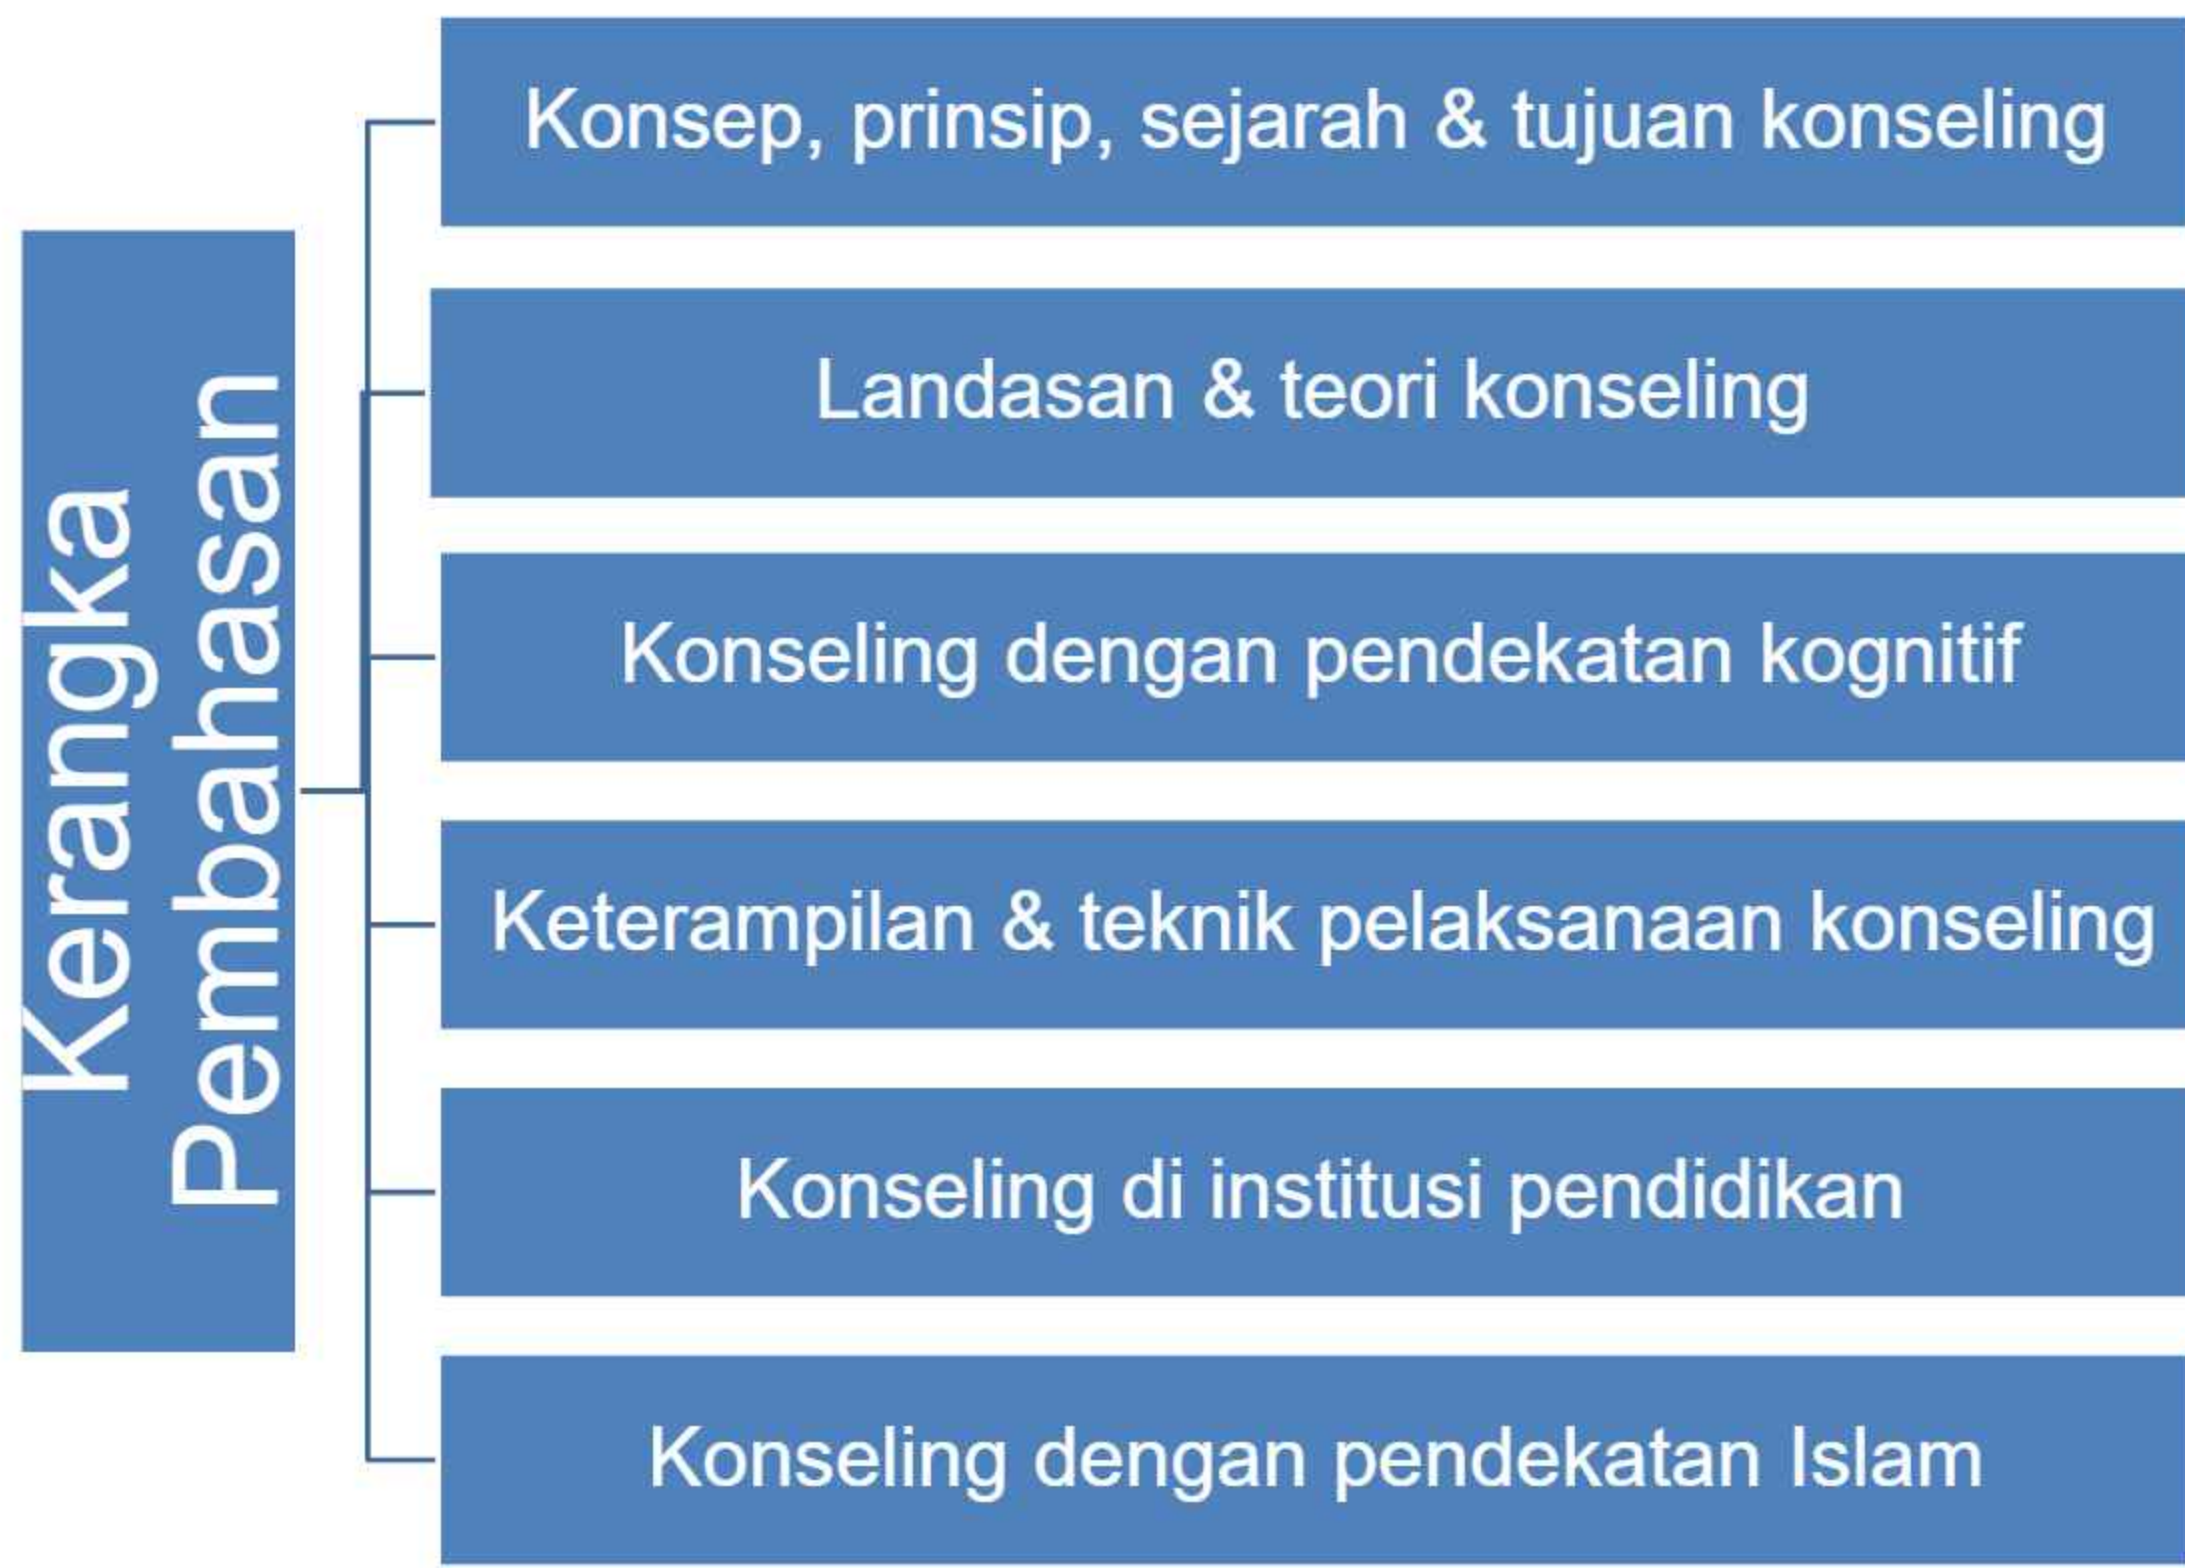 Kerangka
Pembahasan
Konsep, prinsip, sejarah & tujuan konseling
Landasan & teori konseling
Konseling dengan pendekatan kognitif
Keterampilan & teknik pelaksanaan konseling
Konseling di institusi pendidikan
Konseling dengan pendekatan Islam